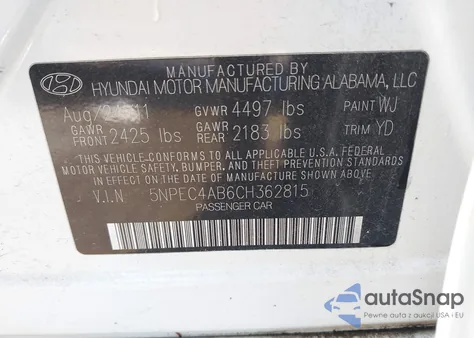 MANUFACTURED BY
HYUNDAI MOTOR MANUFACTURING ALABAMA, LLC
GVWR 4497 lbs PAINT WJ
GAWR FRONT 2425 lbs GAWR REAR 2183 lbs TRIM YD
THIS VEHICLE CONFORMS TO ALL APPLICABLE U.S.A. FEDERAL
MOTOR VEHICLE SAFETY, BUMPER, AND THEFT PREVENTION STANDARDS
IN EFFECT ON THE DATE OF MANUFACTURE SHOWN ABOVE.
V.I.N 5NPEC4AB6CH362815
PASSENGER CAR
autoSnap
Pewne auta z aukcji USA i EU